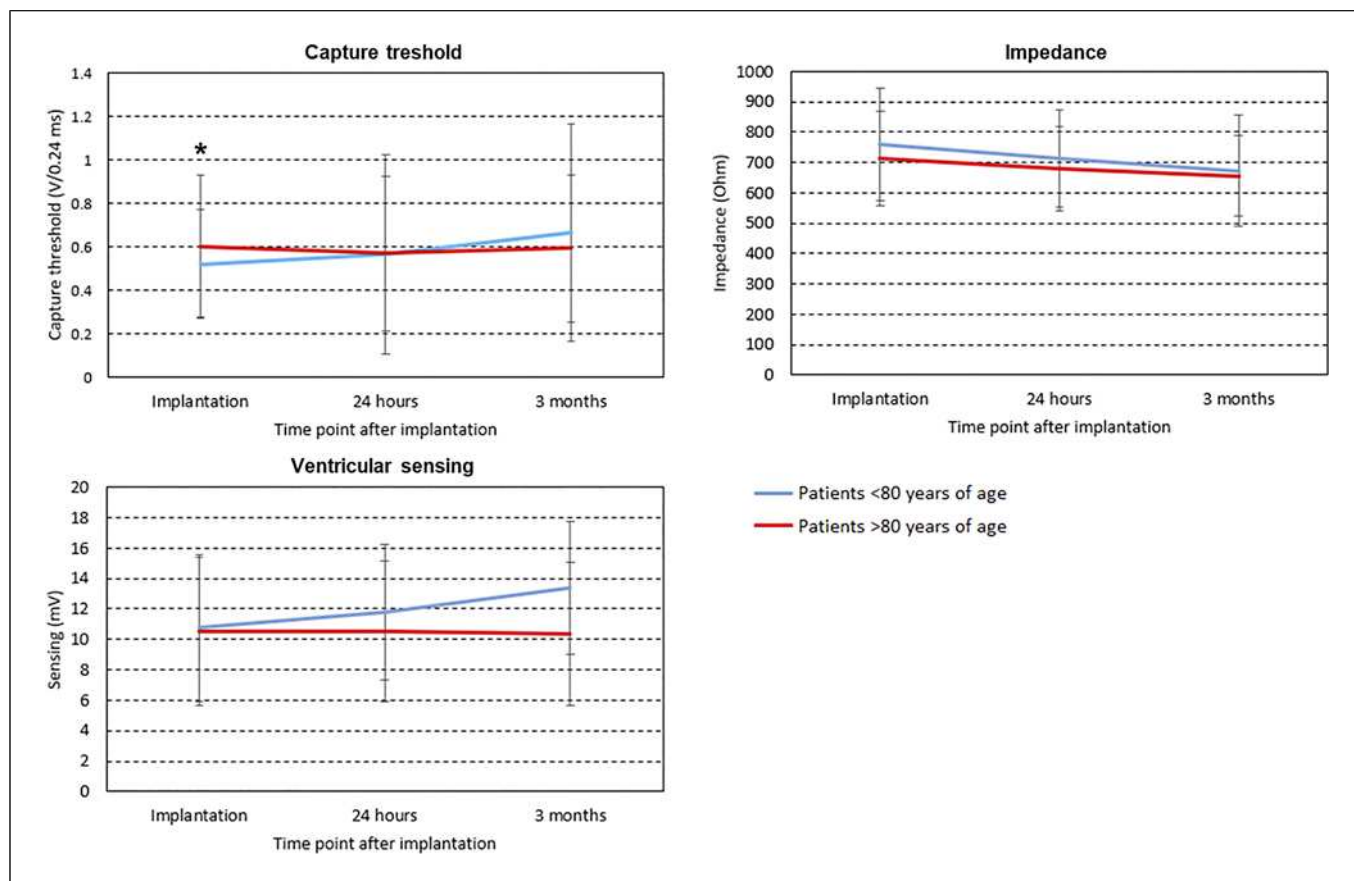 Capture treshold
Capture threshold (V/0.24 ms)
1.4
1.2
1
0.8
0.6
0.4
0.2
0
*
Implantation 24 hours 3 months
Time point after implantation
Impedance
Impedance (Ohm)
1000
900
800
700
600
500
400
300
200
100
0
Implantation 24 hours 3 months
Time point after implantation
Ventricular sensing
Sensing (mV)
20
18
16
14
12
10
8
6
4
2
0
Implantation 24 hours 3 months
Time point after implantation
Patients <80 years of age
Patients >80 years of age